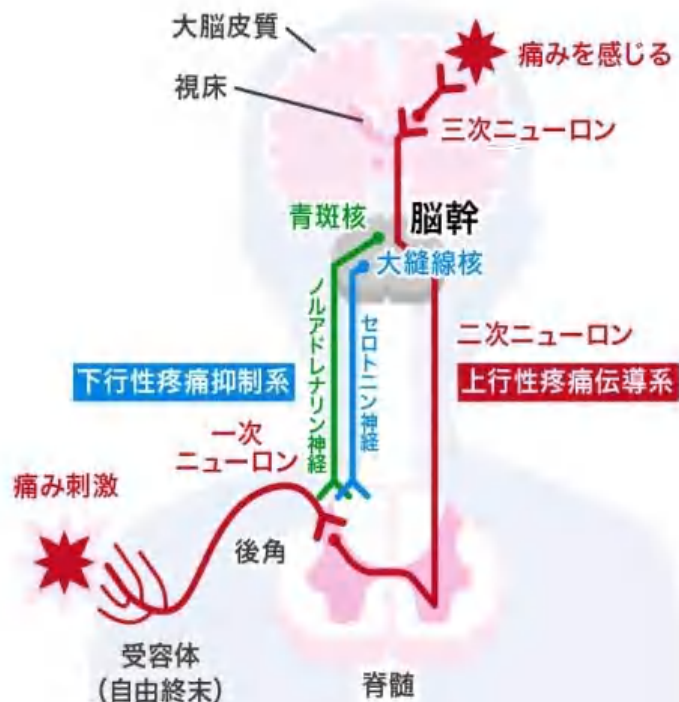 大脳皮質
痛みを感じる
視床
三次ニューロン
青斑核
脳幹
大縫線核
ノルアドレナリン神経
セロトニン神経
二次ニューロン
下行性疼痛抑制系
上行性疼痛伝導系
一次
ニューロン
痛み刺激
後角
受容体
（自由終末）
脊髄